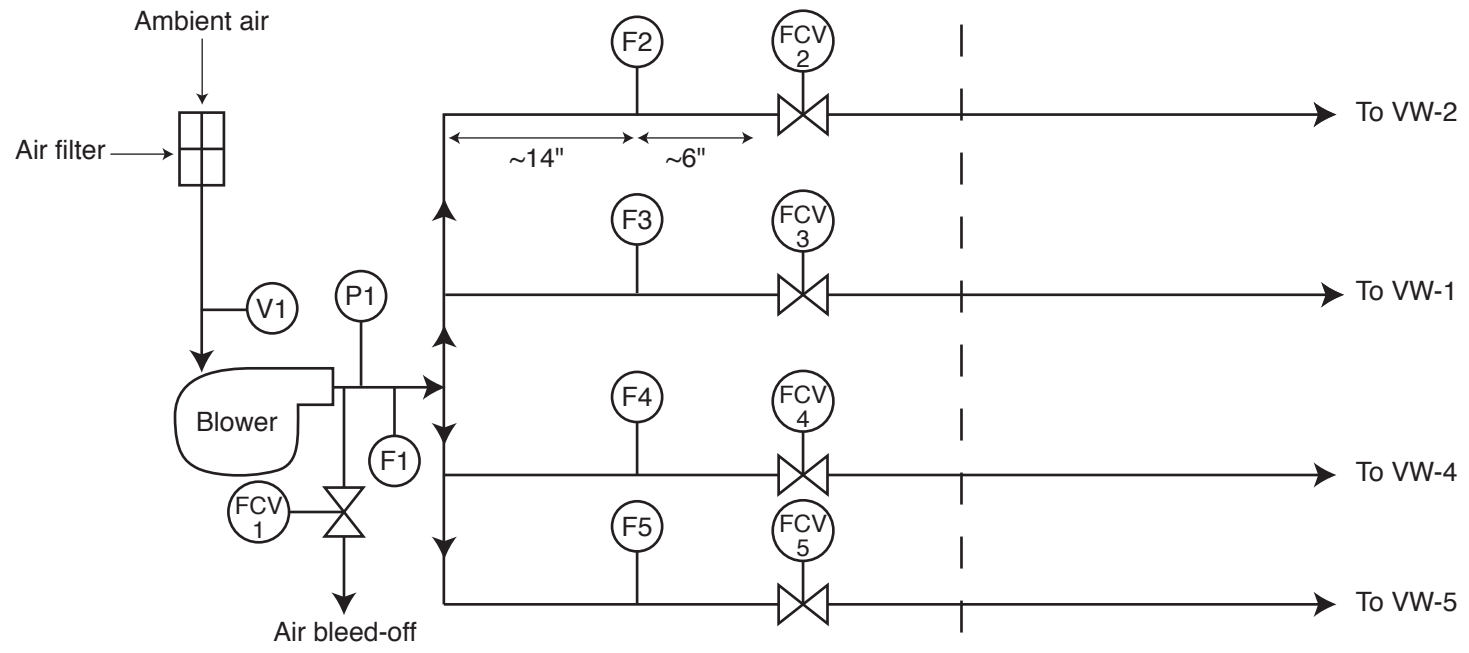 Ambient air
F2
FCV
2
To VW-2
Air filter
~14"
~6"
F3
FCV
3
V1
P1
To VW-1
Blower
F4
FCV
4
F1
To VW-4
FCV
1
F5
FCV
5
To VW-5
Air bleed-off